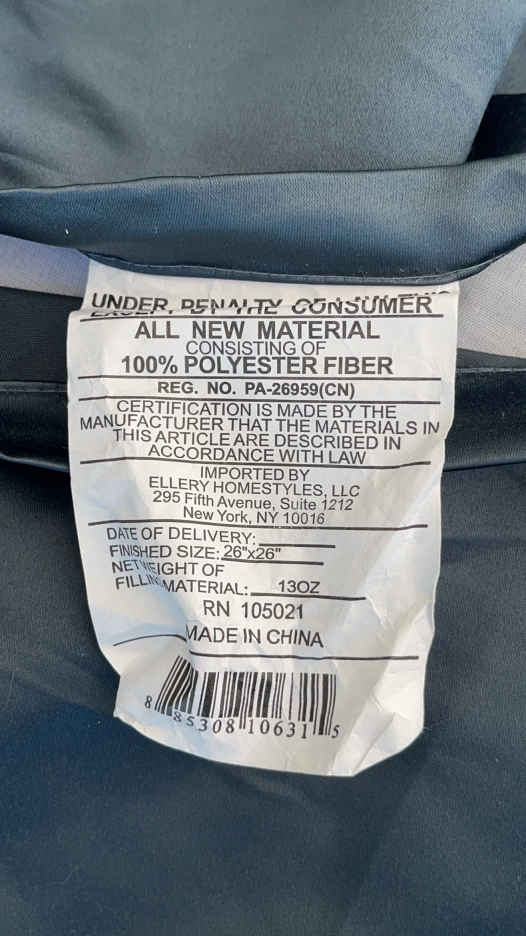 UNDER PENALTY
CONSUMER
ALL NEW MATERIAL
CONSISTING OF
100% POLYESTER FIBER
REG. NO. PA-26959(CN)
CERTIFICATION IS MADE BY THE
MANUFACTURER THAT THE MATERIALS IN
THIS ARTICLE ARE DESCRIBED IN
ACCORDANCE WITH LAW
IMPORTED BY
ELLERY HOMESTYLES, LLC
295 Fifth Avenue, Suite 1212
New York, NY 10016
DATE OF DELIVERY:
FINISHED SIZE: 26"x26"
NET WEIGHT OF
FILLING MATERIAL: 13OZ
RN 105021
MADE IN CHINA
8 85308 10631 5